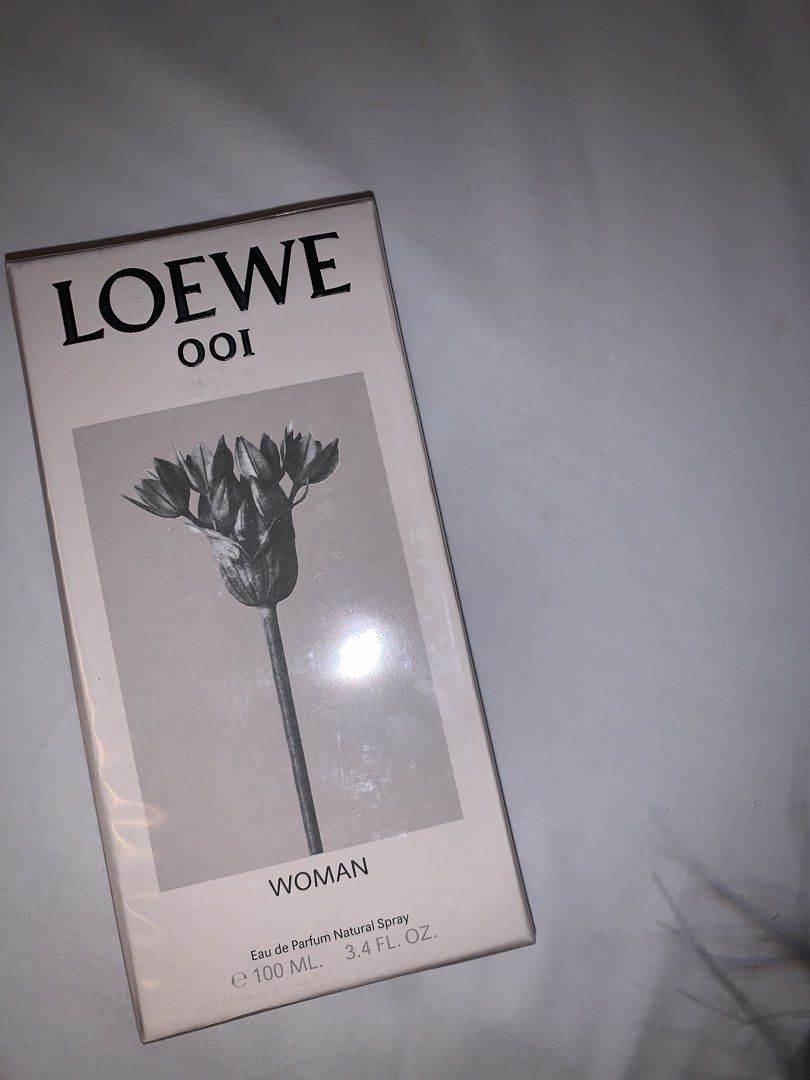 LOEWE
001
WOMAN
Eau de Parfum Natural Spray
℮ 100 ML. 3.4 FL. OZ.